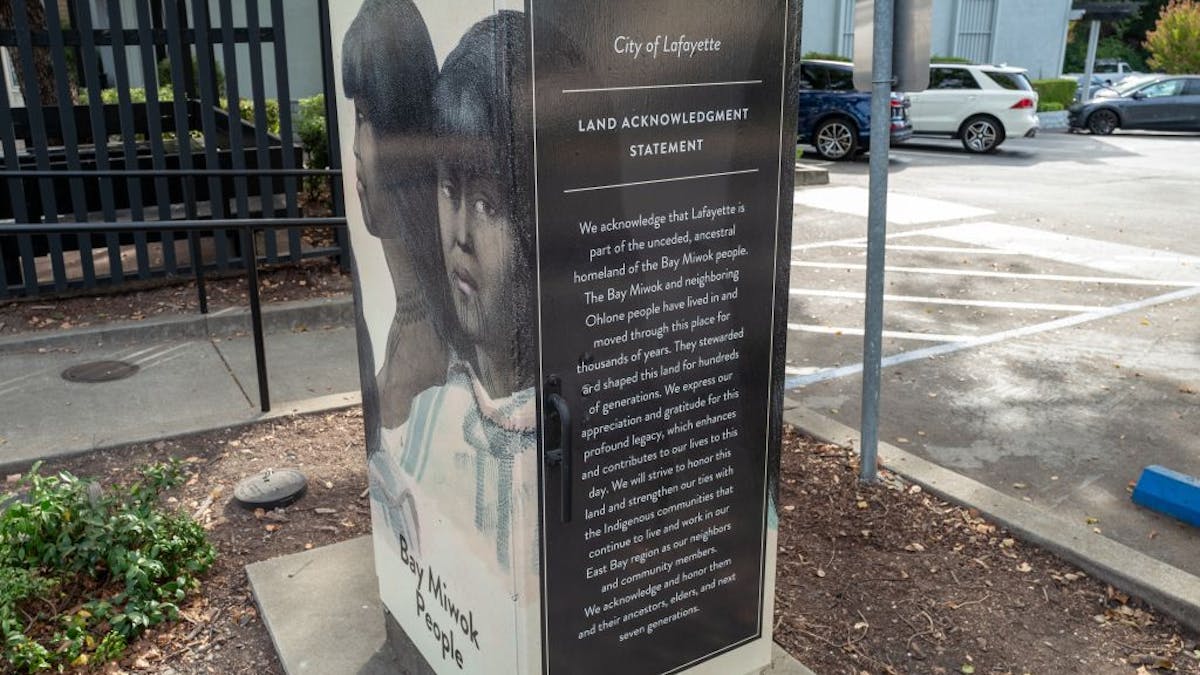 City of Lafayette
LAND ACKNOWLEDGMENT
STATEMENT
We acknowledge that Lafayette is
part of the unceded, ancestral
homeland of the Bay Miwok people.
The Bay Miwok and neighboring
Ohlone people have lived in and
moved through this place for
thousands of years. They stewarded
and shaped this land for hundreds
of generations. We express our
appreciation and gratitude for this
profound legacy, which enhances
and contributes to our lives to this
day. We will strive to honor this
land and strengthen our ties with
the Indigenous communities that
continue to live and work in our
East Bay region as our neighbors
and community members.
We acknowledge and honor them
and their ancestors, elders, and next
seven generations.
Bay Miwok
People